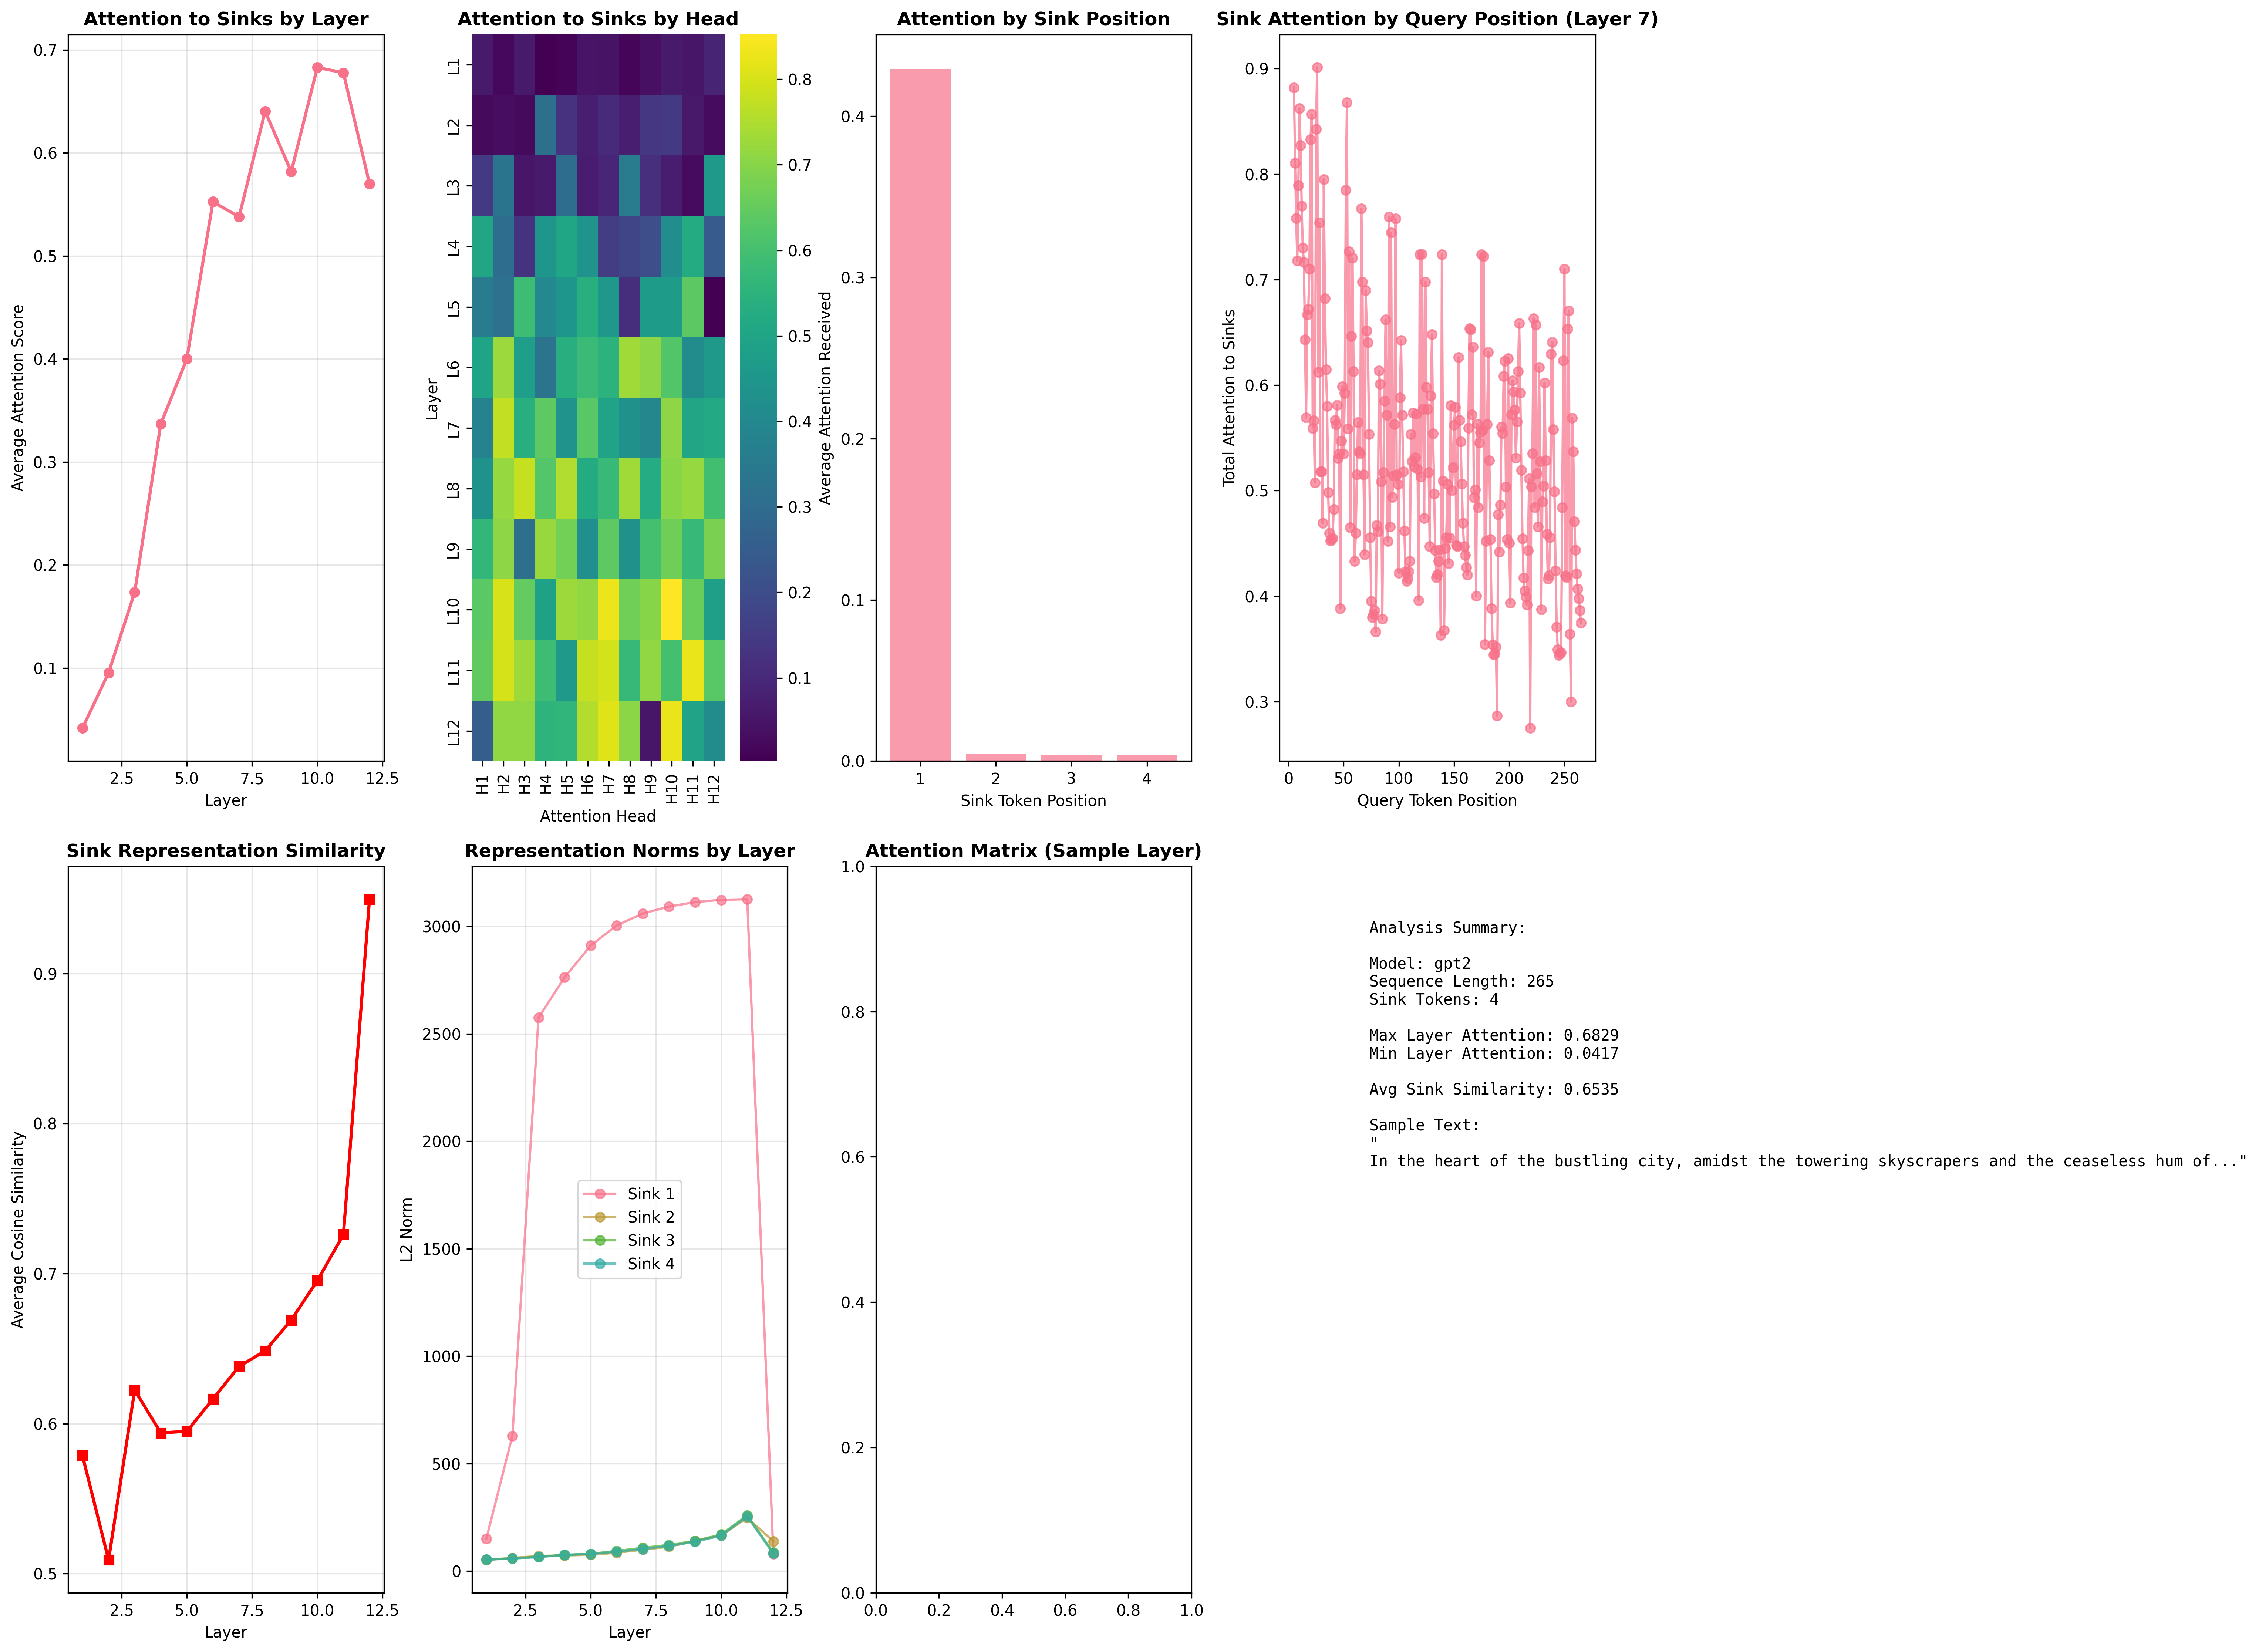 Attention to Sinks by Layer
Average Attention Score
0.7
0.6
0.5
0.4
0.3
0.2
0.1
2.5 5.0 7.5 10.0 12.5
Layer
Attention to Sinks by Head
Layer
L1
L2
L3
L4
L5
L6
L7
L8
L9
L10
L11
L12
H1 H2 H3 H4 H5 H6 H7 H8 H9 H10 H11 H12
Attention Head
0.8
0.7
0.6
0.5
0.4
0.3
0.2
0.1
Average Attention Received
Attention by Sink Position
0.4
0.3
0.2
0.1
0.0
1 2 3 4
Sink Token Position
Sink Attention by Query Position (Layer 7)
Total Attention to Sinks
0.9
0.8
0.7
0.6
0.5
0.4
0.3
0 50 100 150 200 250
Query Token Position
Sink Representation Similarity
Average Cosine Similarity
0.9
0.8
0.7
0.6
0.5
2.5 5.0 7.5 10.0 12.5
Layer
Representation Norms by Layer
L2 Norm
3000
2500
2000
1500
1000
500
0
Sink 1
Sink 2
Sink 3
Sink 4
2.5 5.0 7.5 10.0 12.5
Layer
Attention Matrix (Sample Layer)
1.0
0.8
0.6
0.4
0.2
0.0
0.0 0.2 0.4 0.6 0.8 1.0
Analysis Summary:
Model: gpt2
Sequence Length: 265
Sink Tokens: 4
Max Layer Attention: 0.6829
Min Layer Attention: 0.0417
Avg Sink Similarity: 0.6535
Sample Text:
"
In the heart of the bustling city, amidst the towering skyscrapers and the ceaseless hum of..."